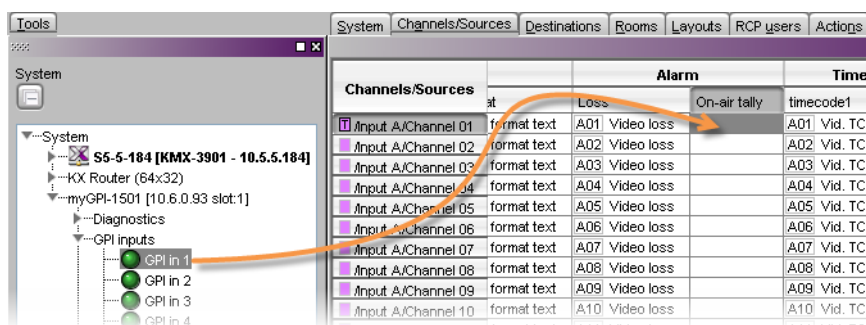 Tools
System
System Channels/Sources Destinations Rooms Layouts RCP users Actions
Channels/Sources Alarm Time
at Loss On-air tally timecode1
T /Input A/Channel 01 format text A01 Video loss A01 Vid. TC
/Input A/Channel 02 format text A02 Video loss A02 Vid. TC
/Input A/Channel 03 format text A03 Video loss A03 Vid. TC
/Input A/Channel 04 format text A04 Video loss A04 Vid. TC
/Input A/Channel 05 format text A05 Video loss A05 Vid. TC
/Input A/Channel 06 format text A06 Video loss A06 Vid. TC
/Input A/Channel 07 format text A07 Video loss A07 Vid. TC
/Input A/Channel 08 format text A08 Video loss A08 Vid. TC
/Input A/Channel 09 format text A09 Video loss A09 Vid. TC
/Input A/Channel 10 format text A10 Video loss A10 Vid. TC
System
S5-5-184 [KMX-3901 - 10.5.5.184]
KX Router (64x32)
myGPI-1501 [10.6.0.93 slot:1]
Diagnostics
GPI inputs
GPI in 1
GPI in 2
GPI in 3
GPI in 4